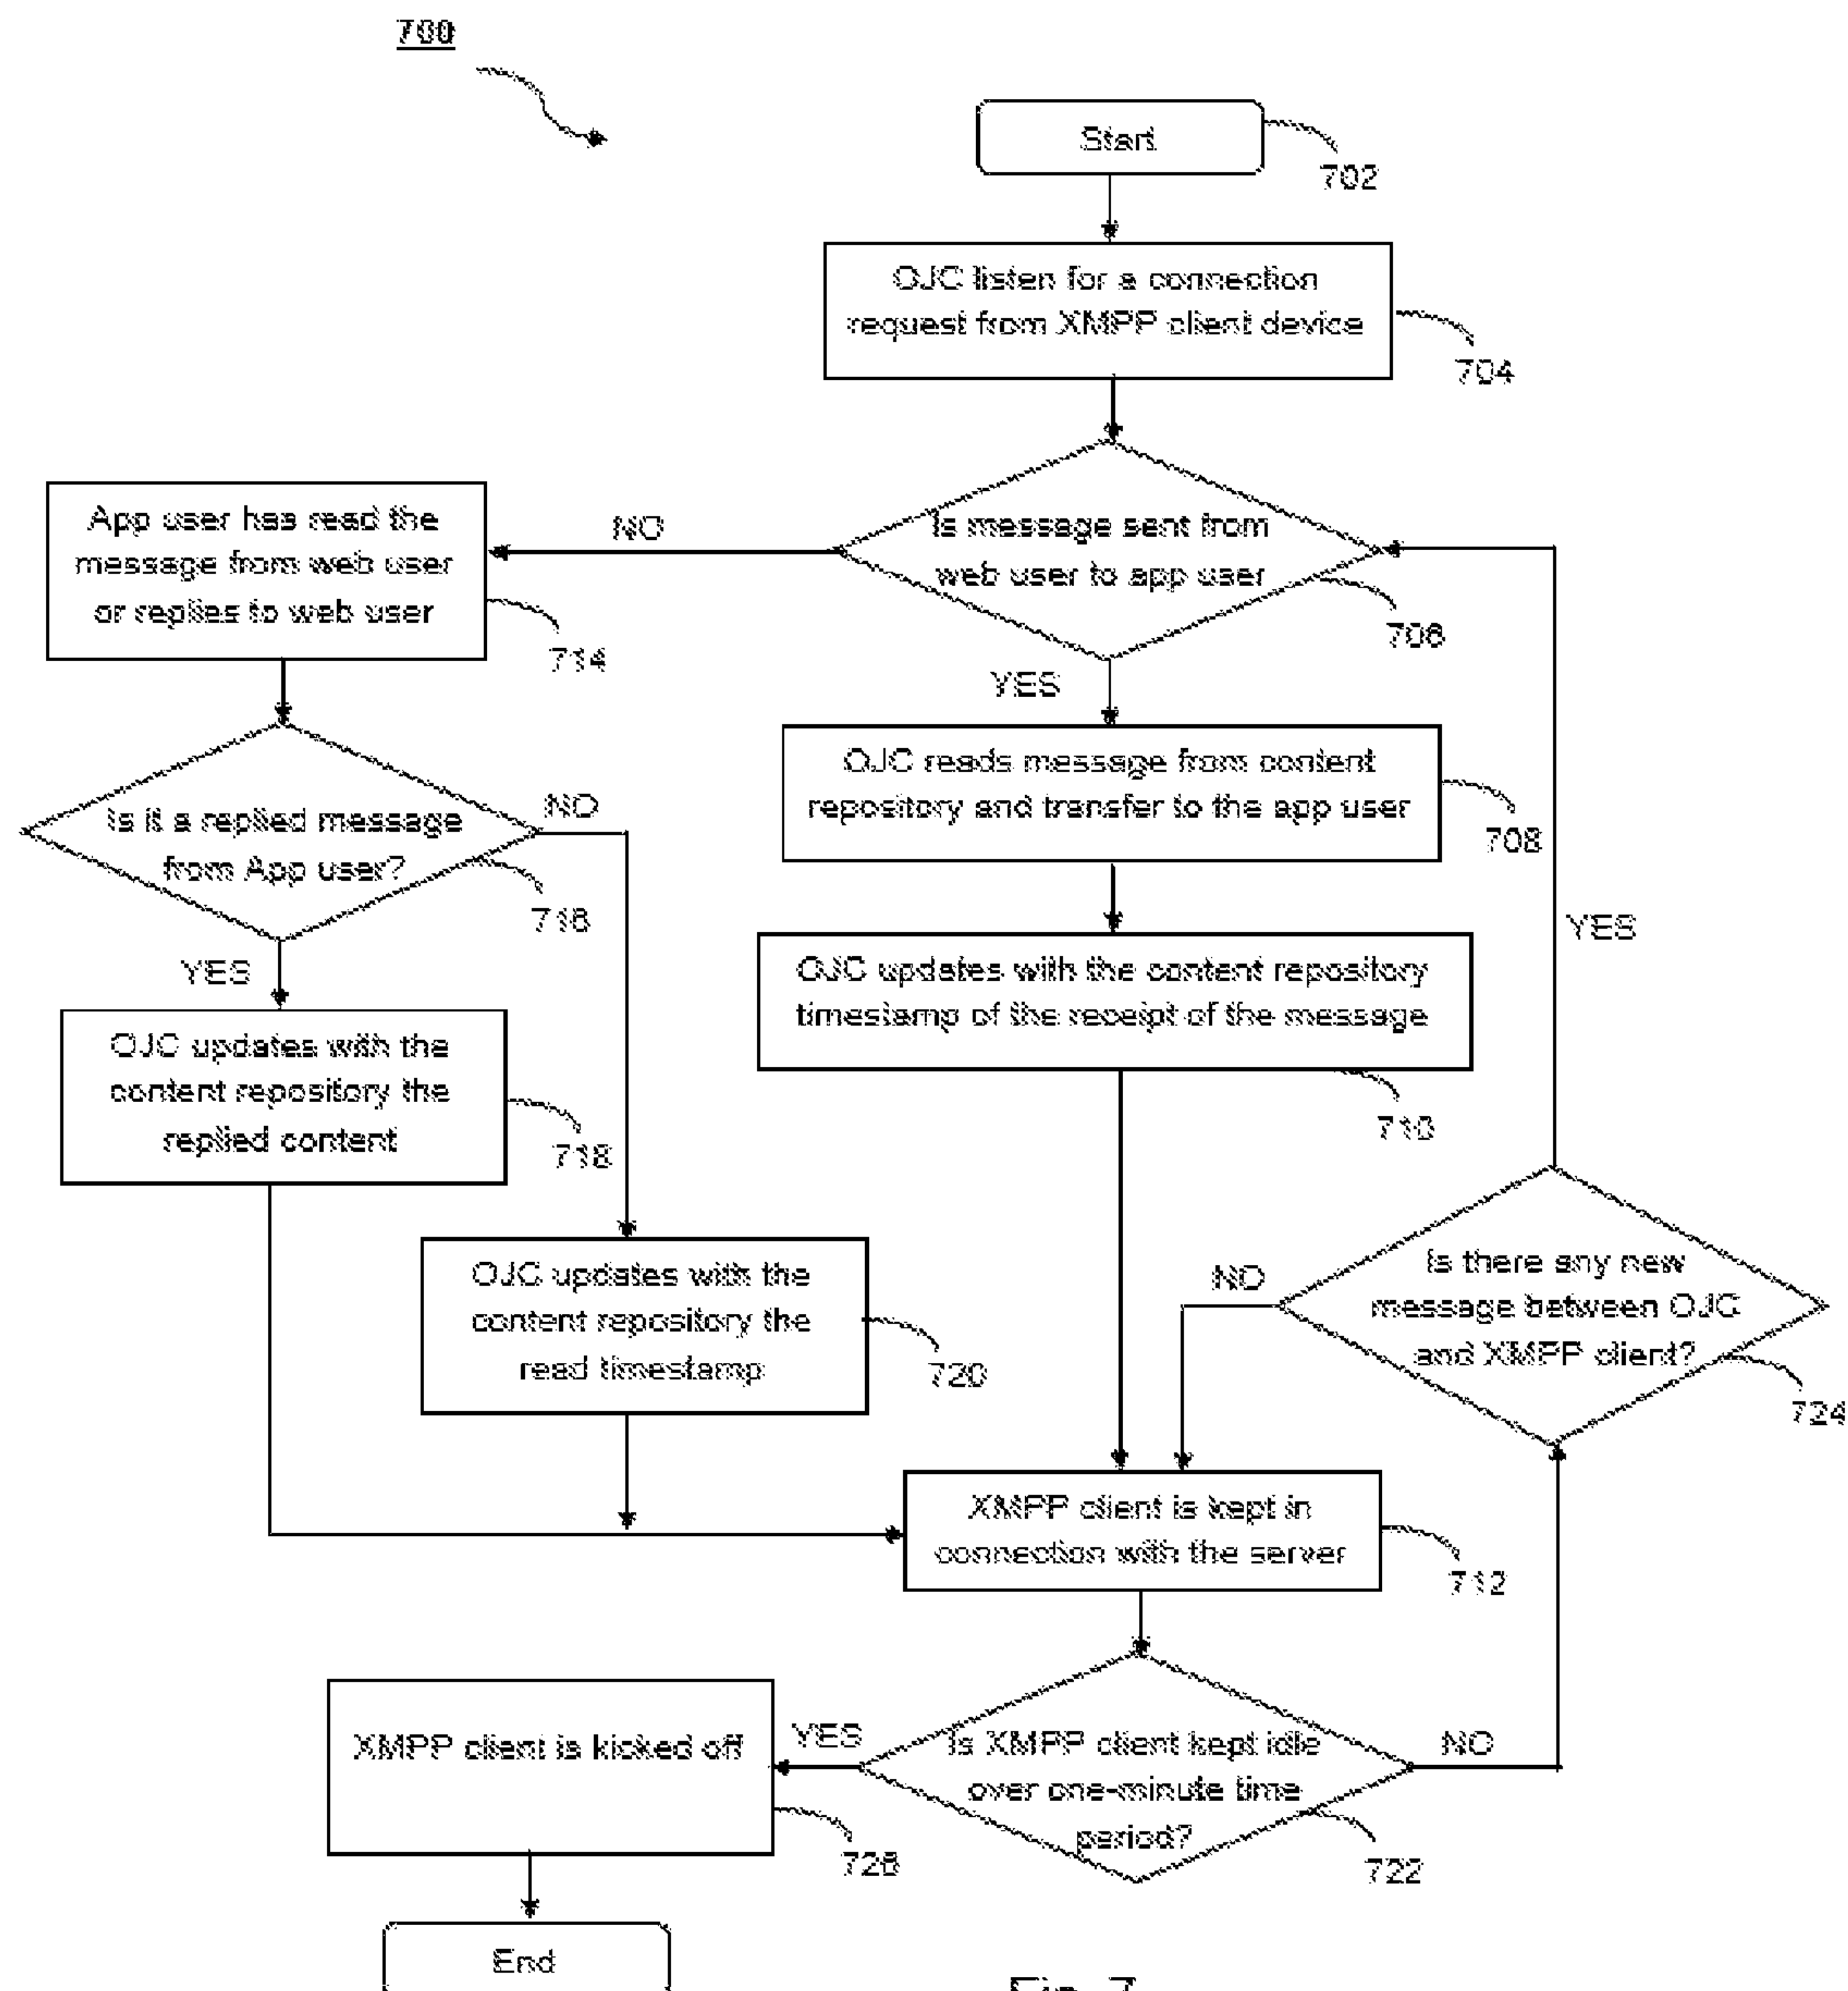 700
Start
702
OJC listen for a connection
request from XMPP client device
704
Is message sent from
web user to app user
706
NO
App user has read the
message from web user
or replies to web user
714
YES
OJC reads message from content
repository and transfer to the app user
708
Is it a replied message
from App user?
716
NO
YES
OJC updates with the content repository
timestamp of the receipt of the message
710
YES
OJC updates with the
content repository the
replied content
718
OJC updates with the
content repository the
read timestamp
720
Is there any new
message between OJC
and XMPP client?
724
NO
XMPP client is kept in
connection with the server
712
Is XMPP client kept idle
over one-minute time
period?
722
NO
YES
XMPP client is kicked off
726
End
Fig. 7